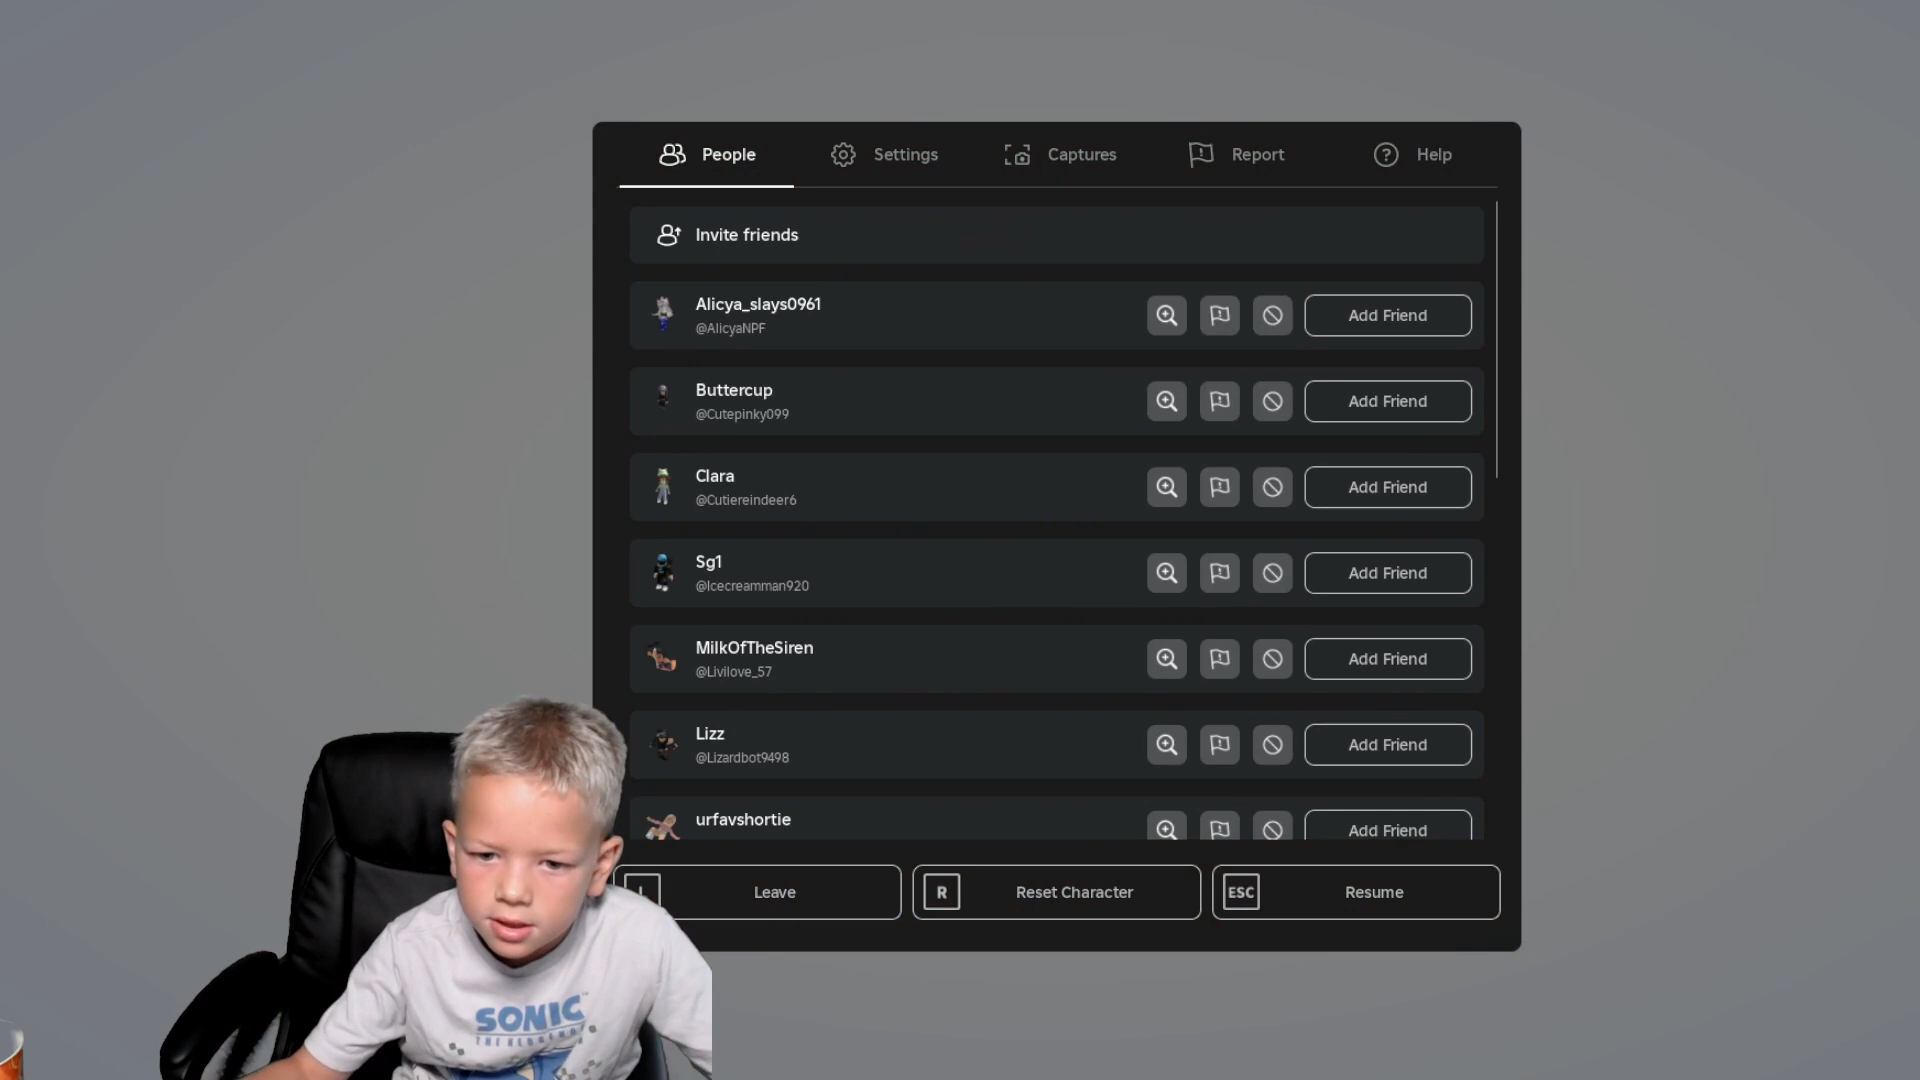 People
Settings
Captures
Report
Help
Invite friends
Alicya_slays0961
@AlicyaNPF
Add Friend
Buttercup
@Cutepinky099
Add Friend
Clara
@Cutiereindeer6
Add Friend
Sg1
@Icecreamman920
Add Friend
MilkOfTheSiren
@Livilove_57
Add Friend
Lizz
@Lizardbot9498
Add Friend
urfavshortie
Add Friend
Leave
R Reset Character
ESC Resume
SONIC